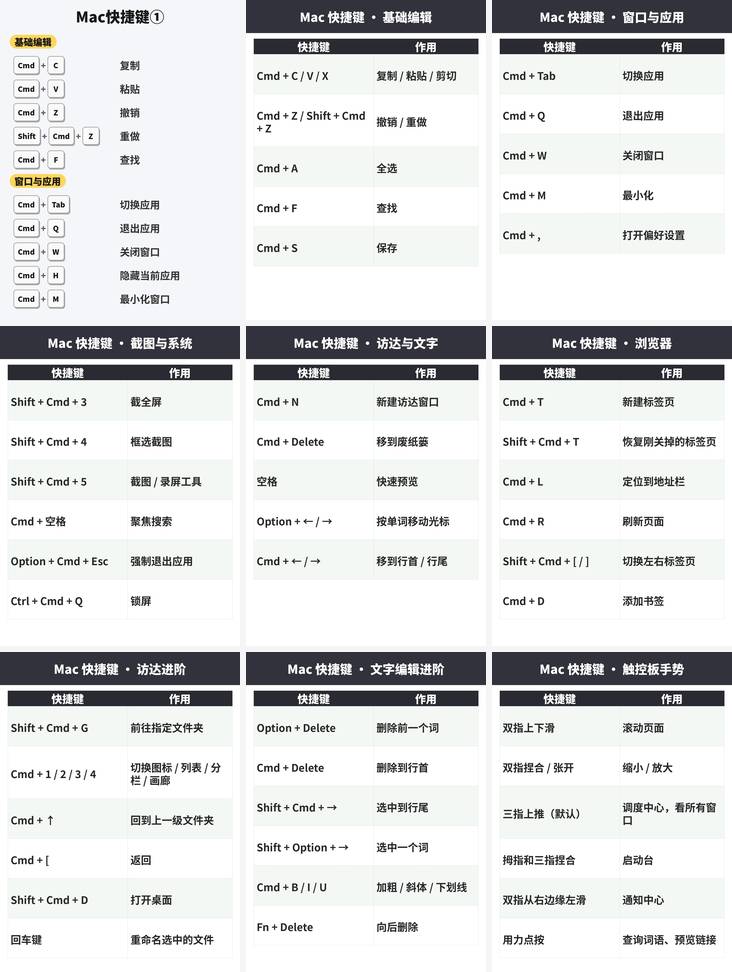 Mac快捷键①
基础编辑
Cmd + C 复制
Cmd + V 粘贴
Cmd + Z 撤销
Shift + Cmd + Z 重做
Cmd + F 查找
窗口与应用
Cmd + Tab 切换应用
Cmd + Q 退出应用
Cmd + W 关闭窗口
Cmd + H 隐藏当前应用
Cmd + M 最小化窗口
Mac 快捷键 · 基础编辑
快捷键 作用
Cmd + C / V / X 复制 / 粘贴 / 剪切
Cmd + Z / Shift + Cmd
+ Z 撤销 / 重做
Cmd + A 全选
Cmd + F 查找
Cmd + S 保存
Mac 快捷键 · 窗口与应用
快捷键 作用
Cmd + Tab 切换应用
Cmd + Q 退出应用
Cmd + W 关闭窗口
Cmd + M 最小化
Cmd + , 打开偏好设置
Mac 快捷键 · 截图与系统
快捷键 作用
Shift + Cmd + 3 截全屏
Shift + Cmd + 4 框选截图
Shift + Cmd + 5 截图 / 录屏工具
Cmd + 空格 聚焦搜索
Option + Cmd + Esc 强制退出应用
Ctrl + Cmd + Q 锁屏
Mac 快捷键 · 访达与文字
快捷键 作用
Cmd + N 新建访达窗口
Cmd + Delete 移到废纸篓
空格 快速预览
Option + ← / → 按单词移动光标
Cmd + ← / → 移到行首 / 行尾
Mac 快捷键 · 浏览器
快捷键 作用
Cmd + T 新建标签页
Shift + Cmd + T 恢复刚关掉的标签页
Cmd + L 定位到地址栏
Cmd + R 刷新页面
Shift + Cmd + [ / ] 切换左右标签页
Cmd + D 添加书签
Mac 快捷键 · 访达进阶
快捷键 作用
Shift + Cmd + G 前往指定文件夹
Cmd + 1 / 2 / 3 / 4 切换图标 / 列表 / 分
栏 / 画廊
Cmd + ↑ 回到上一级文件夹
Cmd + [ 返回
Shift + Cmd + D 打开桌面
回车键 重命名选中的文件
Mac 快捷键 · 文字编辑进阶
快捷键 作用
Option + Delete 删除前一个词
Cmd + Delete 删除到行首
Shift + Cmd + → 选中到行尾
Shift + Option + → 选中一个词
Cmd + B / I / U 加粗 / 斜体 / 下划线
Fn + Delete 向后删除
Mac 快捷键 · 触控板手势
快捷键 作用
双指上下滑 滚动页面
双指捏合 / 张开 缩小 / 放大
三指上推（默认） 调度中心，看所有窗
口
拇指和三指捏合 启动台
双指从右边缘左滑 通知中心
用力点按 查询词语、预览链接